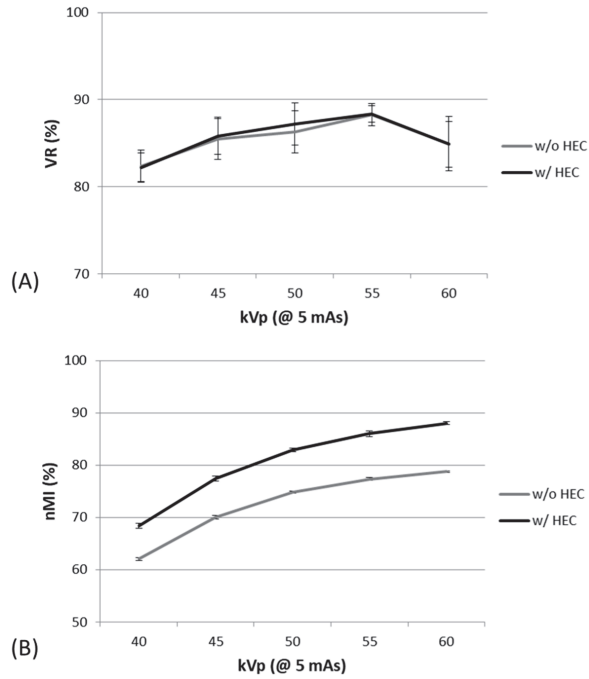 100
90
80
70
VR (%)
40 45 50 55 60
kVp (@ 5 mAs)
w/o HEC
w/ HEC
(A)
100
90
80
70
60
50
nMI (%)
40 45 50 55 60
kVp (@ 5 mAs)
w/o HEC
w/ HEC
(B)